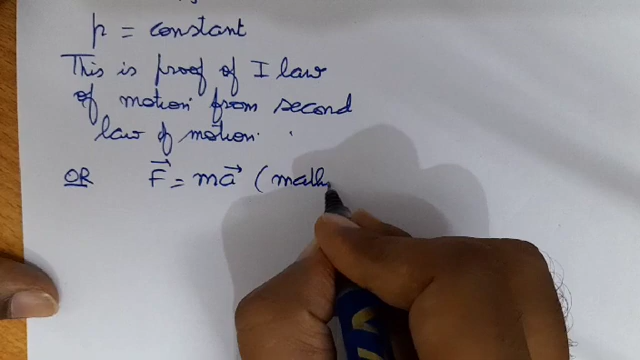 p = constant
This is proof of I law
of motion from second
law of motion.
OR F⃗ = ma⃗ (math